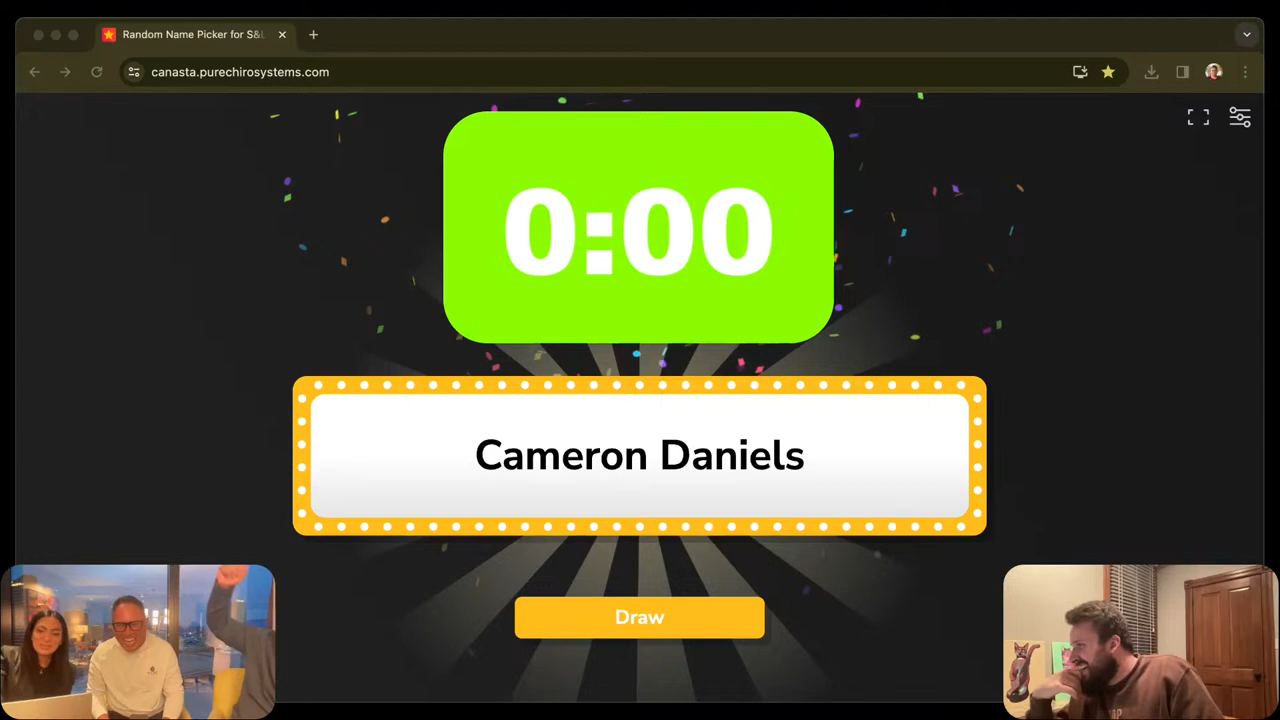 Random Name Picker for S&L
canasta.purechirosystems.com
0:00
Cameron Daniels
Draw